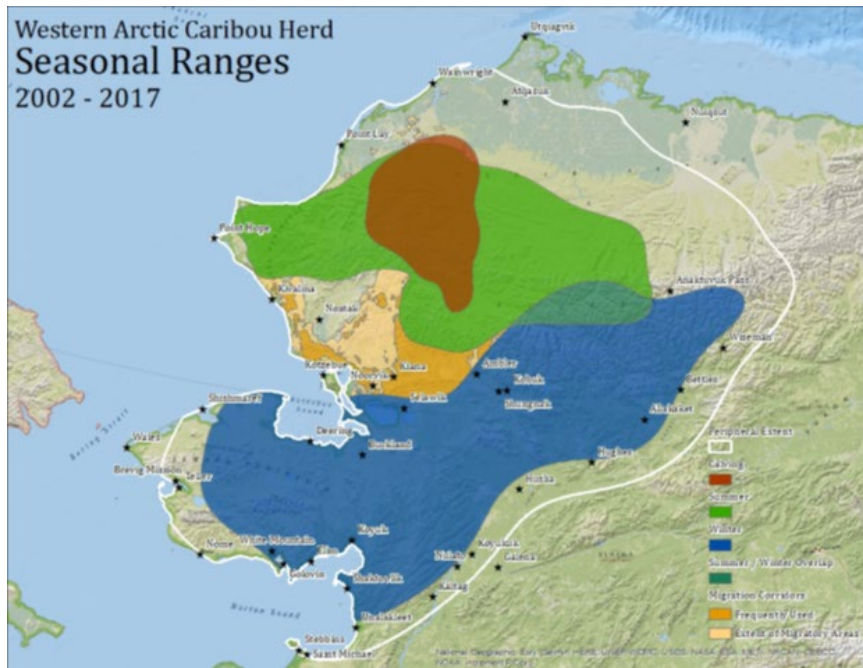 Western Arctic Caribou Herd
Seasonal Ranges
2002 - 2017
Utqiagvik
Wainwright
Atqasuk
Nuiqsut
Point Lay
Point Hope
Kivalina
Noatak
Anaktuvuk Pass
Wiseman
Kotzebue
Noorvik
Kiana
Ambler
Kobuk
Shungnak
Selawik
Bettles
Allakaket
Shishmaref
Deering
Buckland
Hughes
Wales
Brevig Mission
Teller
Huslia
Nome
White Mountain
Golovin
Elim
Koyuk
Shaktoolik
Nulato
Koyukuk
Galena
Kaltag
Unalakleet
Stebbins
Saint Michael
Bering Strait
Norton Sound
Peripheral Extent
Calving
Summer
Winter
Summer / Winter Overlap
Migration Corridors
Frequently Used
Extent of Migratory Areas